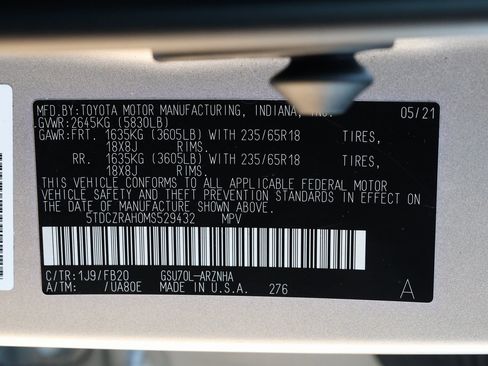 MFD.BY:TOYOTA MOTOR MANUFACTURING, INDIANA, INC. 05/21
GVWR:2645KG (5830LB)
GAWR:FRT. 1635KG (3605LB) WITH 235/65R18 TIRES,
18X8J RIMS.
RR. 1635KG (3605LB) WITH 235/65R18 TIRES,
18X8J RIMS.
THIS VEHICLE CONFORMS TO ALL APPLICABLE FEDERAL MOTOR
VEHICLE SAFETY AND THEFT PREVENTION STANDARDS IN EFFECT ON
THE DATE OF MANUFACTURE SHOWN ABOVE.
5TDCZRAH0MS529432 MPV
C/TR:1J9/FB20 GSU70L-ARZNHA
A/TM: /UA80E MADE IN U.S.A. 276 A